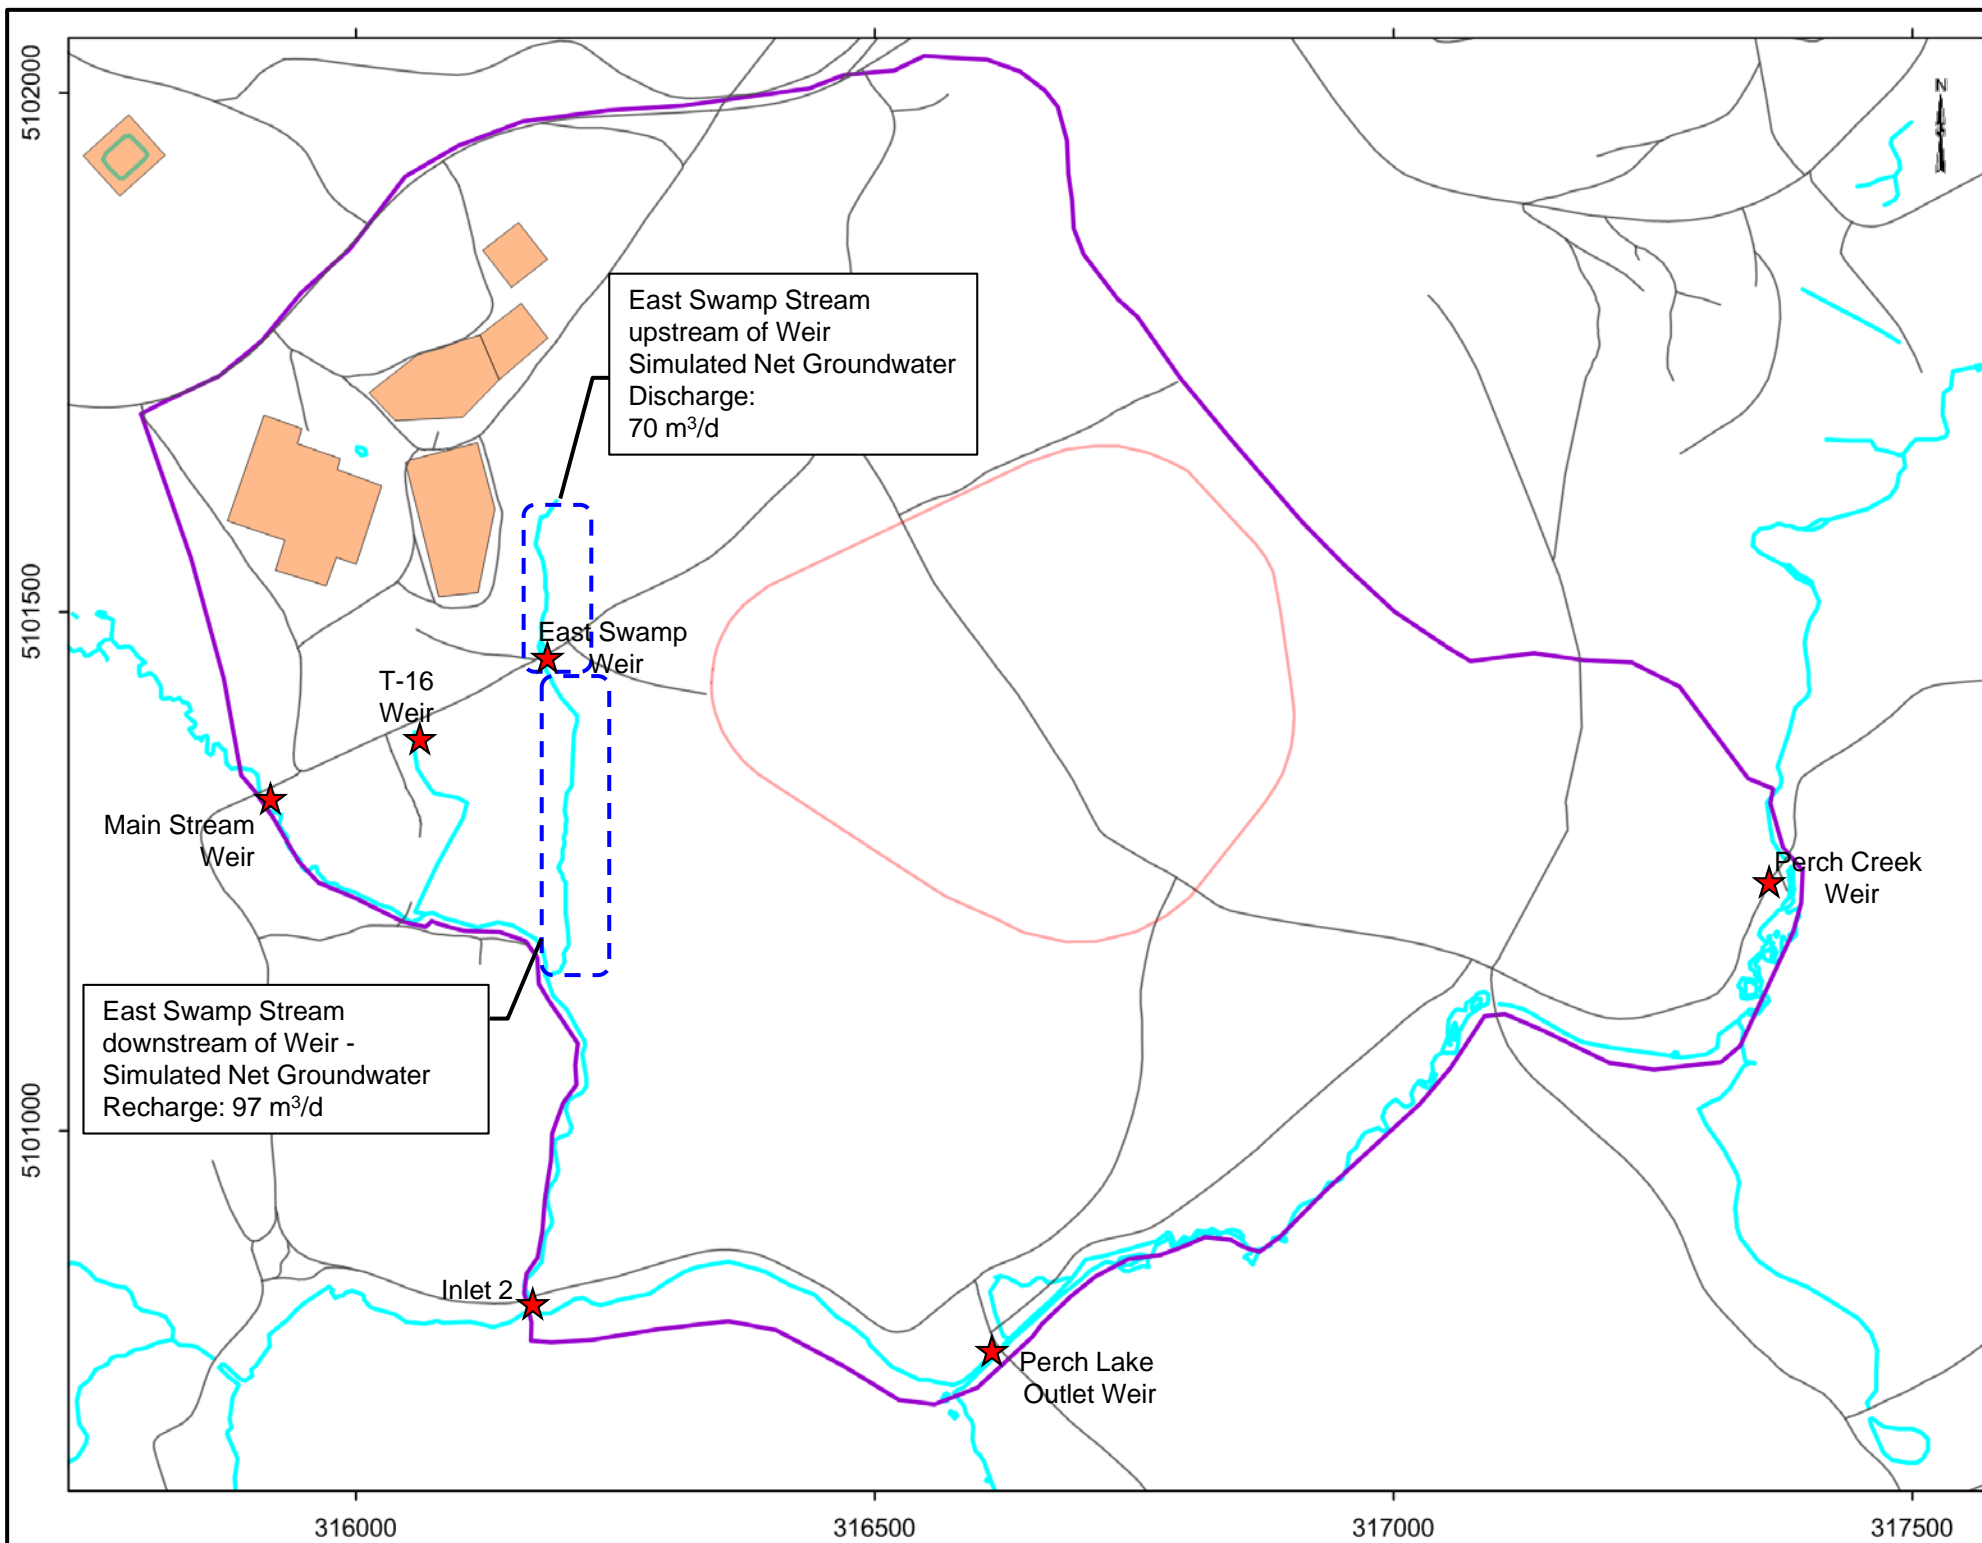 N
5102000
East Swamp Stream
upstream of Weir
Simulated Net Groundwater
Discharge:
70 m³/d
5101500
East Swamp
Weir
T-16
Weir
Main Stream
Weir
Perch Creek
Weir
East Swamp Stream
downstream of Weir -
Simulated Net Groundwater
Recharge: 97 m³/d
5101000
Inlet 2
Perch Lake
Outlet Weir
316000
316500
317000
317500